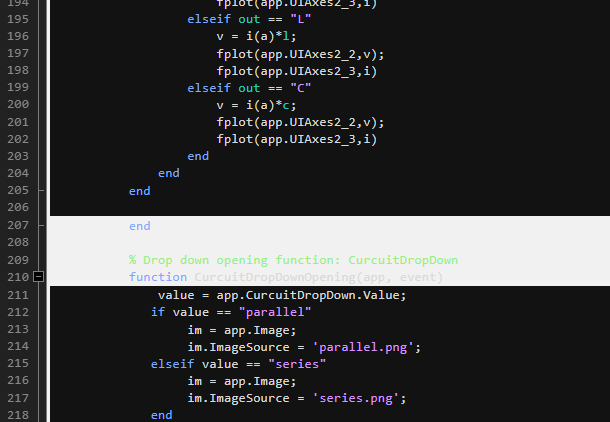 194 fplot(app.UIAxes2_3,i)
195 elseif out == "L"
196 v = i(a)*l;
197 fplot(app.UIAxes2_2,v);
198 fplot(app.UIAxes2_3,i)
199 elseif out == "C"
200 v = i(a)*c;
201 fplot(app.UIAxes2_2,v);
202 fplot(app.UIAxes2_3,i)
203 end
204 end
205 end
206
207 end
208
209 % Drop down opening function: CurcuitDropDown
210 function CurcuitDropDownOpening(app, event)
211 value = app.CurcuitDropDown.Value;
212 if value == "parallel"
213 im = app.Image;
214 im.ImageSource = 'parallel.png';
215 elseif value == "series"
216 im = app.Image;
217 im.ImageSource = 'series.png';
218 end